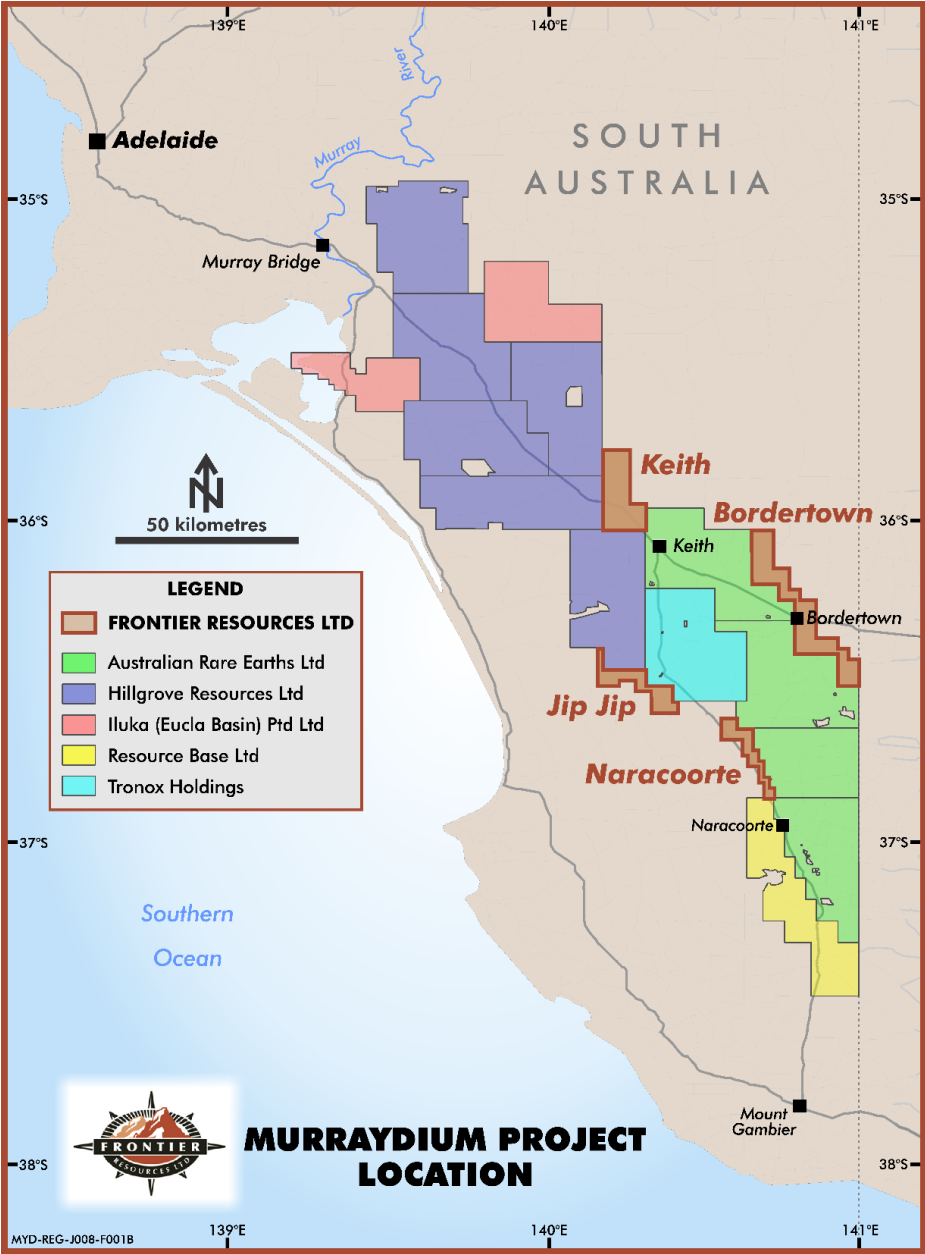 139°E
140°E
141°E
River
Adelaide
SOUTH
AUSTRALIA
Murray
35°S
35°S
Murray Bridge
Keith
Bordertown
N
50 kilometres
36°S
36°S
Keith
LEGEND
FRONTIER RESOURCES LTD
Australian Rare Earths Ltd
Hillgrove Resources Ltd
Iluka (Eucla Basin) Ptd Ltd
Resource Base Ltd
Tronox Holdings
Bordertown
Jip Jip
Naracoorte
Naracoorte
37°S
37°S
Southern
Ocean
Mount
Gambier
FRONTIER
RESOURCES LTD
MURRAYDIUM PROJECT
LOCATION
38°S
38°S
MYD-REG-J008-F001B
139°E
140°E
141°E